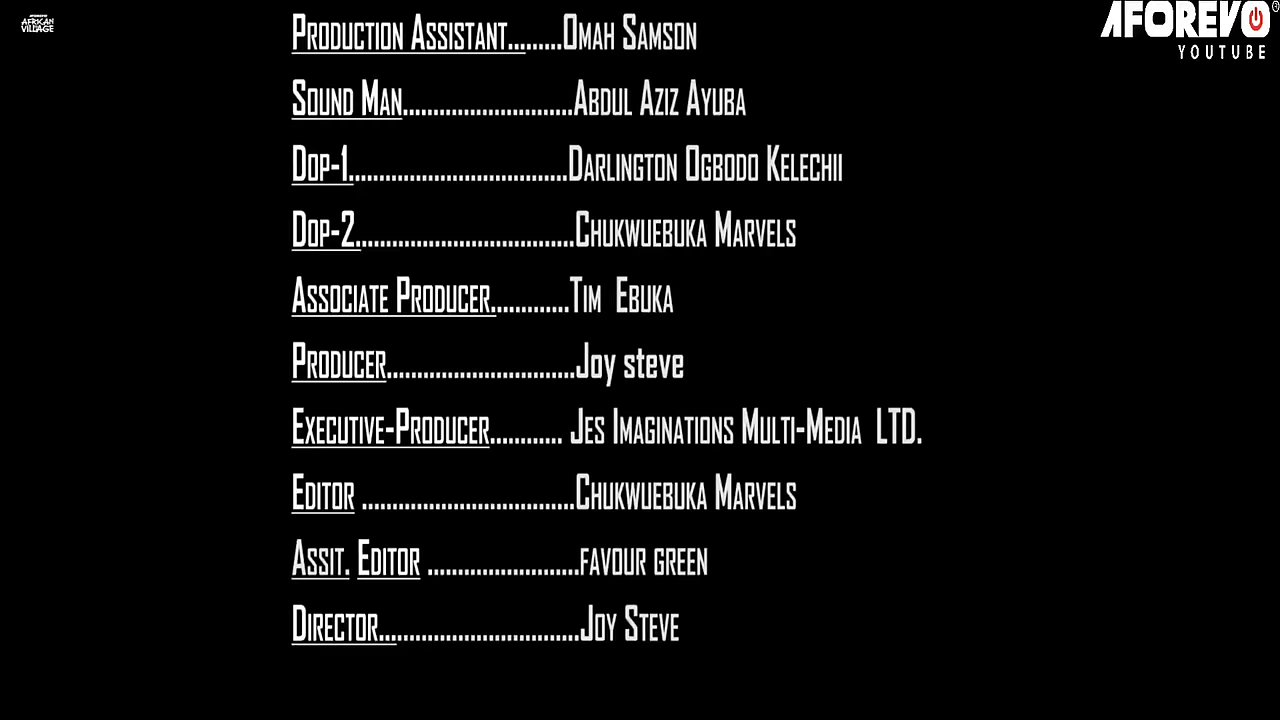 AFRICAN
VILLAGE
AFOREVO
YOUTUBE
PRODUCTION ASSISTANT.........OMAH SAMSON
SOUND MAN............................ABDUL AZIZ AYUBA
DOP-1....................................DARLINGTON OGBODO KELECHII
DOP-2....................................CHUKWUEBUKA MARVELS
ASSOCIATE PRODUCER.............TIM EBUKA
PRODUCER...............................Joy steve
EXECUTIVE-PRODUCER............ JES IMAGINATIONS MULTI-MEDIA LTD.
EDITOR ...................................CHUKWUEBUKA MARVELS
ASSIT. EDITOR .........................FAVOUR GREEN
DIRECTOR.................................JOY STEVE